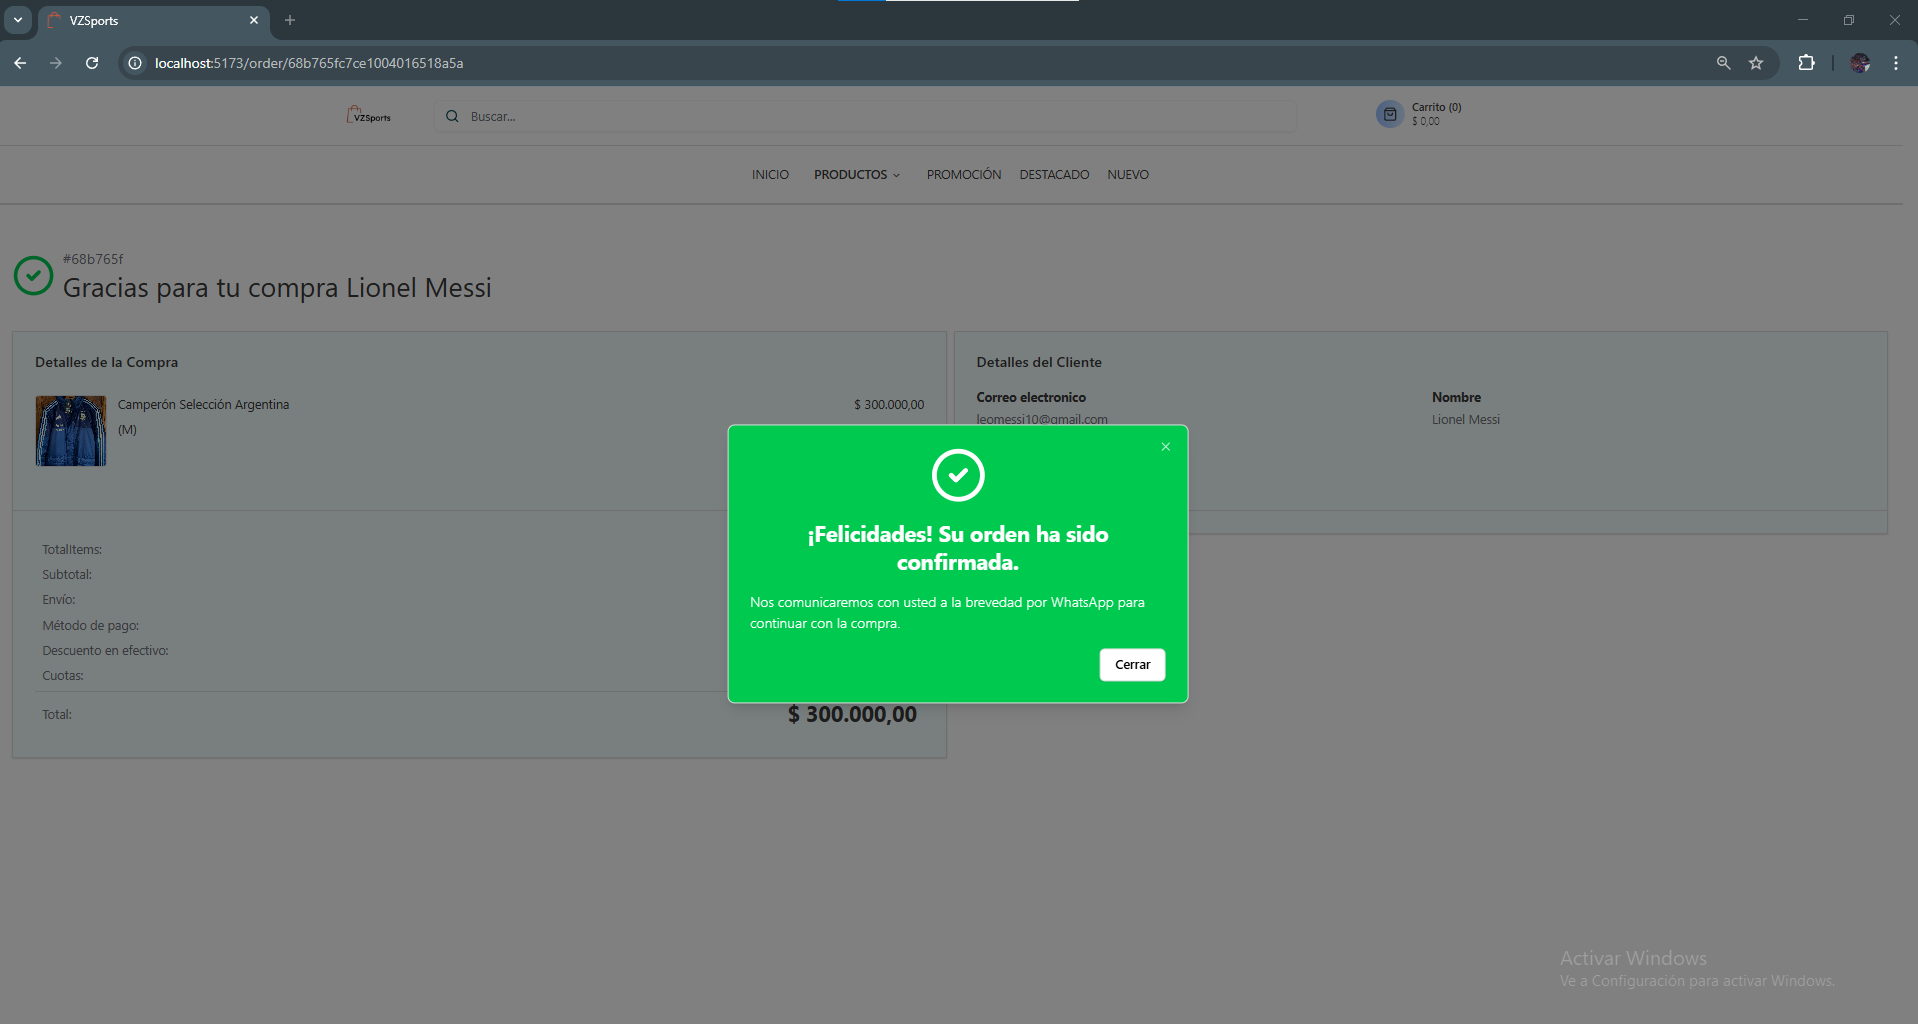 VZSports
localhost:5173/order/68b765fc7ce1004016518a5a
VZSports
Buscar...
Carrito (0)
$ 0,00
INICIO PRODUCTOS PROMOCIÓN DESTACADO NUEVO
#68b765f
Gracias para tu compra Lionel Messi
Detalles de la Compra
Camperón Selección Argentina
$ 300.000,00
(M)
TotalItems:
Subtotal:
Envío:
Método de pago:
Descuento en efectivo:
Cuotas:
Total:
$ 300.000,00
Detalles del Cliente
Correo electronico
leomessi10@gmail.com
Nombre
Lionel Messi
¡Felicidades! Su orden ha sido
confirmada.
Nos comunicaremos con usted a la brevedad por WhatsApp para
continuar con la compra.
Cerrar
Activar Windows
Ve a Configuración para activar Windows.